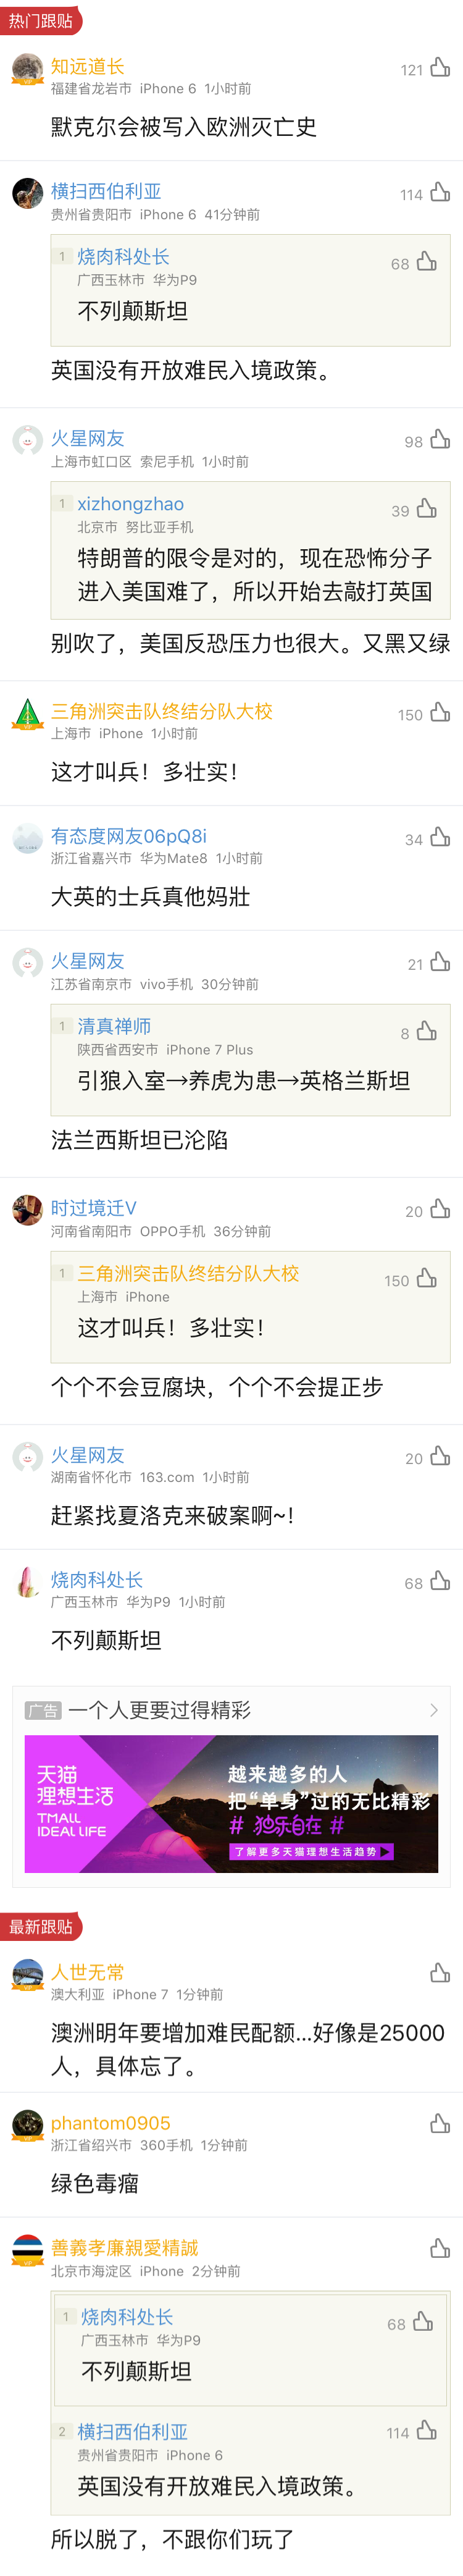 热门跟贴
知远道长
121
福建省龙岩市 iPhone 6 1小时前
默克尔会被写入欧洲灭亡史
横扫西伯利亚
114
贵州省贵阳市 iPhone 6 41分钟前
1 烧肉科处长
68
广西玉林市 华为P9
不列颠斯坦
英国没有开放难民入境政策。
火星网友
98
上海市虹口区 索尼手机 1小时前
1 xizhongzhao
39
北京市 努比亚手机
特朗普的限令是对的，现在恐怖分子
进入美国难了，所以开始去敲打英国
别吹了，美国反恐压力也很大。又黑又绿
三角洲突击队终结分队大校
150
上海市 iPhone 1小时前
这才叫兵！多壮实！
有态度网友06pQ8i
34
浙江省嘉兴市 华为Mate8 1小时前
大英的士兵真他妈壯
火星网友
21
江苏省南京市 vivo手机 30分钟前
1 清真禅师
8
陕西省西安市 iPhone 7 Plus
引狼入室→养虎为患→英格兰斯坦
法兰西斯坦已沦陷
时过境迁V
20
河南省南阳市 OPPO手机 36分钟前
1 三角洲突击队终结分队大校
150
上海市 iPhone
这才叫兵！多壮实！
个个不会豆腐块，个个不会提正步
火星网友
20
湖南省怀化市 163.com 1小时前
赶紧找夏洛克来破案啊~!
烧肉科处长
68
广西玉林市 华为P9 1小时前
不列颠斯坦
广告 一个人更要过得精彩
天猫
理想生活
TMALL
IDEAL LIFE
越来越多的人
把“单身”过的无比精彩
# 独乐自在 #
了解更多天猫理想生活趋势
最新跟贴
人世无常
澳大利亚 iPhone 7 1分钟前
澳洲明年要增加难民配额...好像是25000
人，具体忘了。
phantom0905
浙江省绍兴市 360手机 1分钟前
绿色毒瘤
善義孝廉親愛精誠
北京市海淀区 iPhone 2分钟前
1 烧肉科处长
68
广西玉林市 华为P9
不列颠斯坦
2 横扫西伯利亚
114
贵州省贵阳市 iPhone 6
英国没有开放难民入境政策。
所以脱了，不跟你们玩了